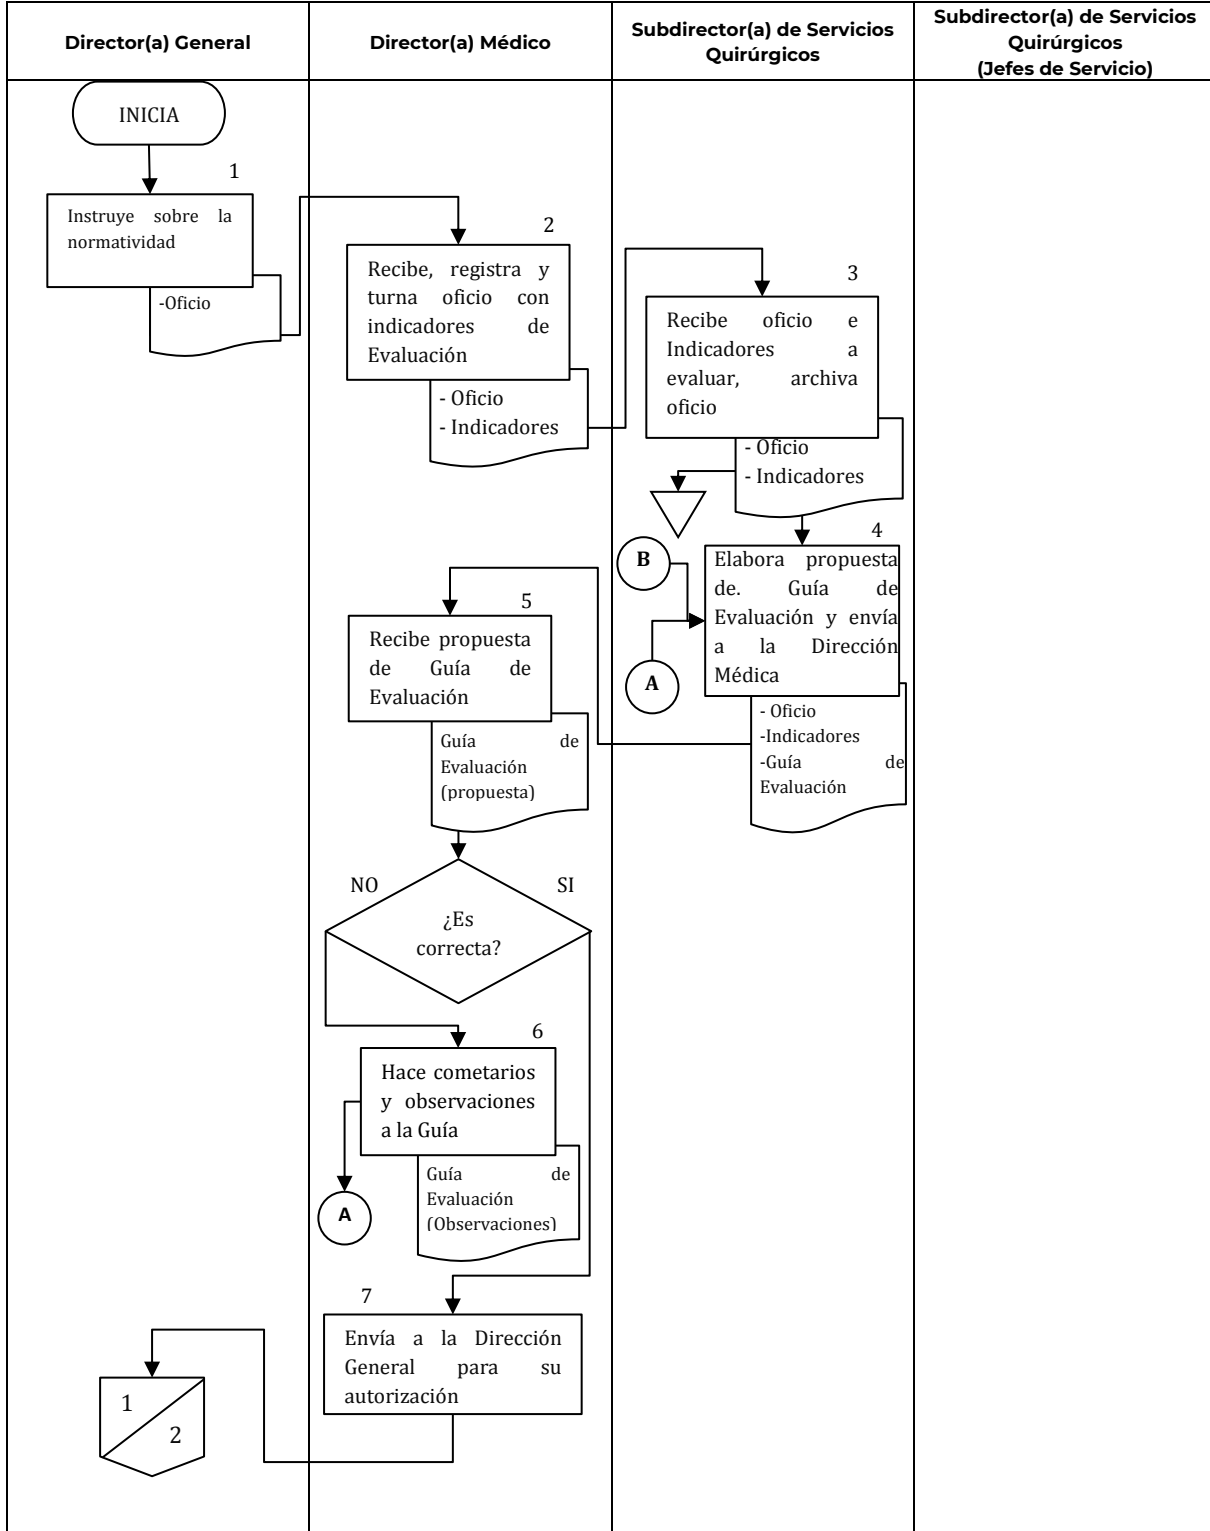 Director(a) General
Director(a) Médico
Subdirector(a) de Servicios
Quirúrgicos
Subdirector(a) de Servicios
Quirúrgicos
(Jefes de Servicio)
INICIA
1
Instruye sobre la
normatividad
-Oficio
2
Recibe, registra y
turna oficio con
indicadores de
Evaluación
- Oficio
- Indicadores
3
Recibe oficio e
Indicadores a
evaluar, archiva
oficio
- Oficio
- Indicadores
4
B
Elabora propuesta
de. Guía de
Evaluación y envía
a la Dirección
Médica
A
- Oficio
-Indicadores
-Guía de
Evaluación
5
Recibe propuesta
de Guía de
Evaluación
Guía de
Evaluación
(propuesta)
NO
SI
¿Es
correcta?
6
Hace cometarios
y observaciones
a la Guía
Guía de
Evaluación
(Observaciones)
A
7
Envía a la Dirección
General para su
autorización
1
2